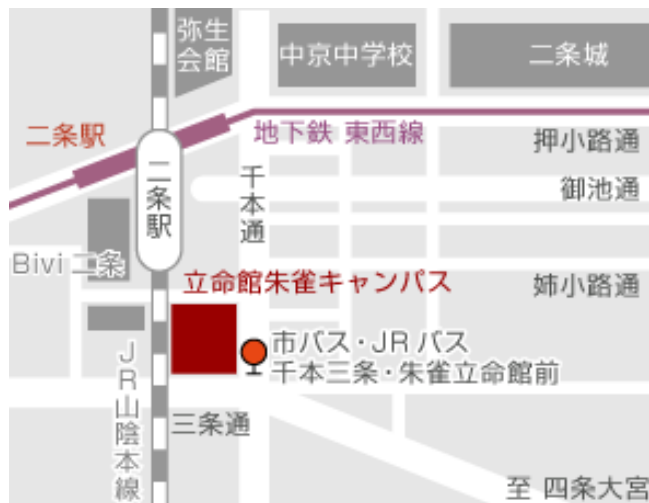 弥生
会館
中京中学校
二条城
二条駅
地下鉄 東西線
押小路通
二条駅
千本通
御池通
Bivi 二条
立命館朱雀キャンパス
姉小路通
市バス・JRバス
千本三条・朱雀立命館前
JR山陰本線
三条通
至 四条大宮